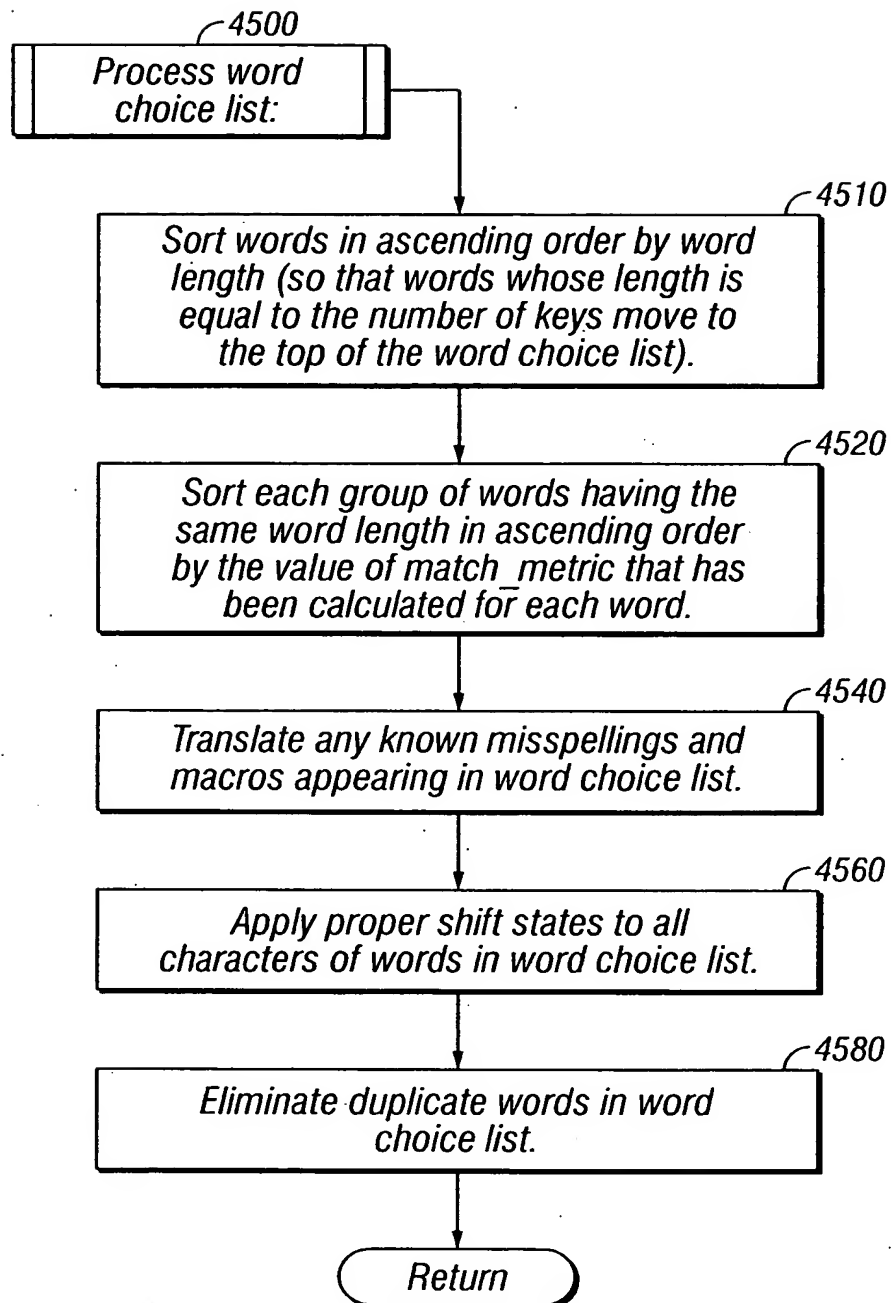 4500
Process word
choice list:
4510
Sort words in ascending order by word
length (so that words whose length is
equal to the number of keys move to
the top of the word choice list).
4520
Sort each group of words having the
same word length in ascending order
by the value of match_metric that has
been calculated for each word.
4540
Translate any known misspellings and
macros appearing in word choice list.
4560
Apply proper shift states to all
characters of words in word choice list.
4580
Eliminate duplicate words in word
choice list.
Return